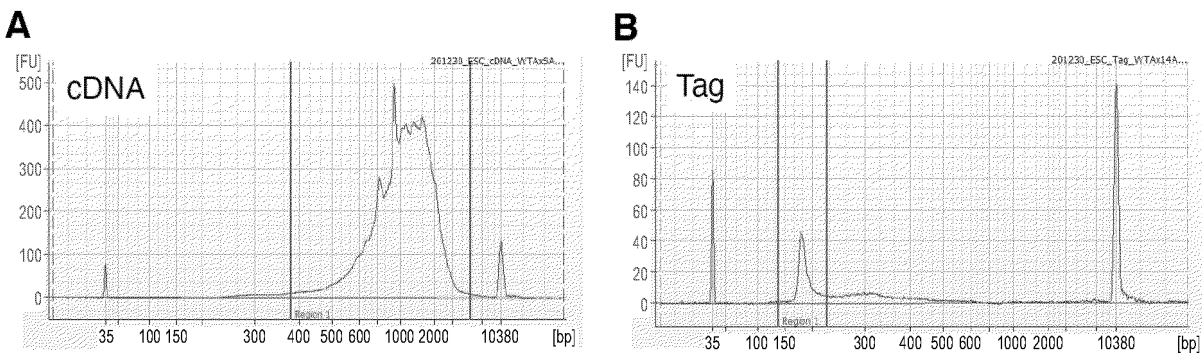 A
[FU]
201230_ESC_cDNA_WTAx5A...
cDNA
500
400
300
200
100
0
Region 1
35 100 150 300 400 500 600 1000 2000 10380 [bp]
B
[FU]
201230_ESC_Tag_WTAx14A...
Tag
140
120
100
80
60
40
20
0
Region 1
35 100 150 300 400 500 600 1000 2000 10380 [bp]